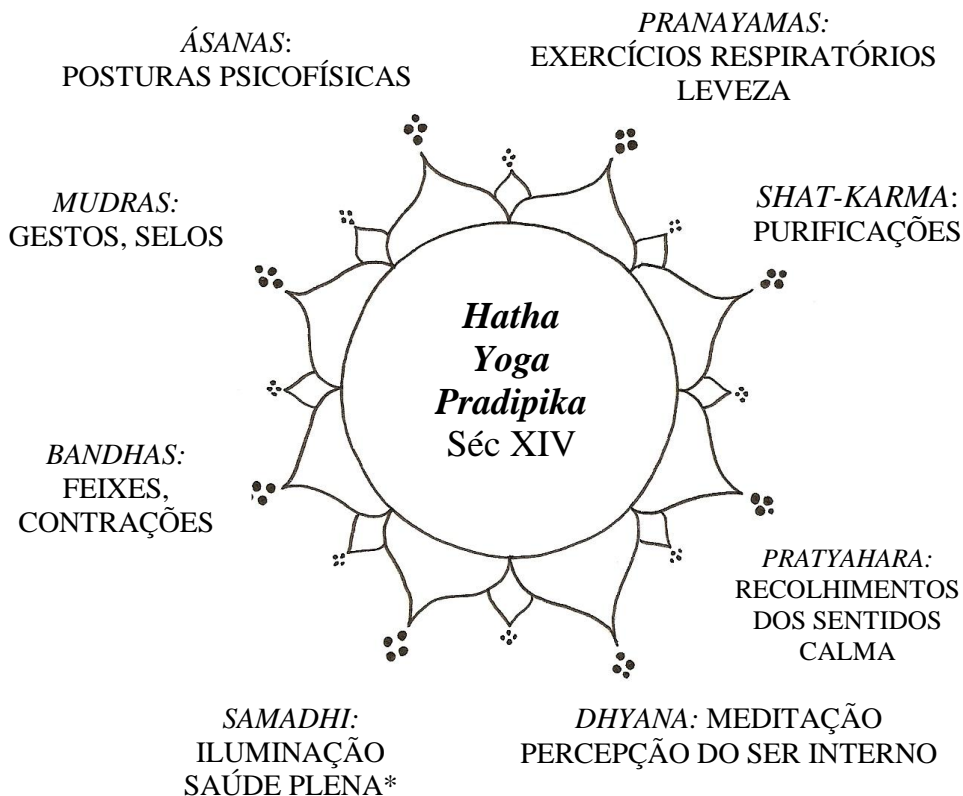 ÁSANAS:
POSTURAS PSICOFÍSICAS
PRANAYAMAS:
EXERCÍCIOS RESPIRATÓRIOS
LEVEZA
MUDRAS:
GESTOS, SELOS
SHAT-KARMA:
PURIFICAÇÕES
Hatha
Yoga
Pradipika
Séc XIV
BANDHAS:
FEIXES,
CONTRAÇÕES
PRATYAHARA:
RECOLHIMENTOS
DOS SENTIDOS
CALMA
SAMADHI:
ILUMINAÇÃO
SAÚDE PLENA*
DHYANA: MEDITAÇÃO
PERCEPÇÃO DO SER INTERNO